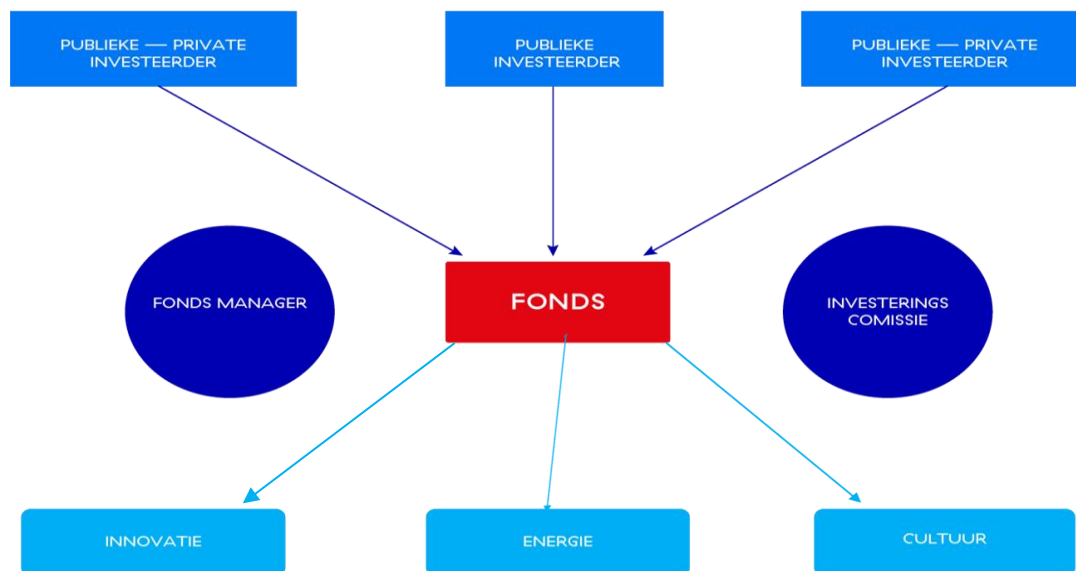 PUBLIEKE — PRIVATE
INVESTEERDER
PUBLIEKE
INVESTEERDER
PUBLIEKE — PRIVATE
INVESTEERDER
FONDS MANAGER
FONDS
INVESTERINGS
COMISSIE
INNOVATIE
ENERGIE
CULTUUR